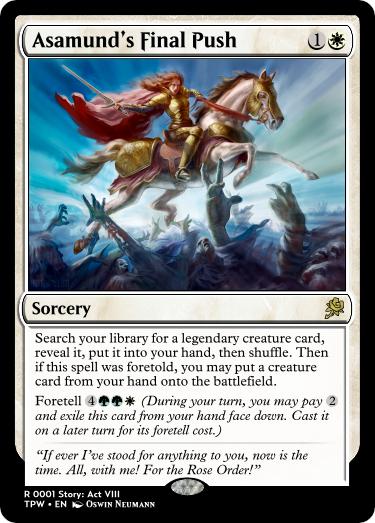 Asamund's Final Push 1
Sorcery
Search your library for a legendary creature card,
reveal it, put it into your hand, then shuffle. Then
if this spell was foretold, you may put a creature
card from your hand onto the battlefield.
Foretell 4 (During your turn, you may pay 2
and exile this card from your hand face down. Cast it
on a later turn for its foretell cost.)
"If ever I've stood for anything to you, now is the
time. All, with me! For the Rose Order!"
R 0001 Story: Act VIII
TPW • EN Oswin Neumann